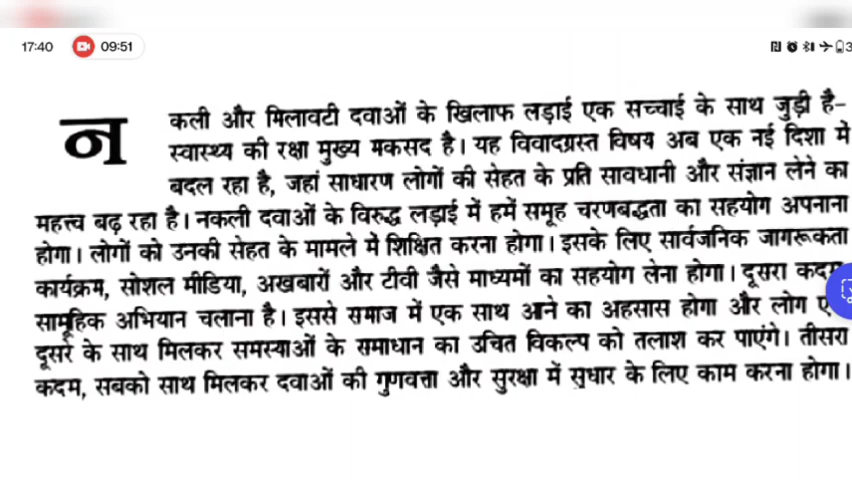 17:40 09:51 3
नकली और मिलावटी दवाओं के खिलाफ लड़ाई एक सच्चाई के साथ जुड़ी है-
स्वास्थ्य की रक्षा मुख्य मकसद है। यह विवादग्रस्त विषय अब एक नई दिशा में
बदल रहा है, जहां साधारण लोगों की सेहत के प्रति सावधानी और संज्ञान लेने का
महत्त्व बढ़ रहा है। नकली दवाओं के विरुद्ध लड़ाई में हमें समूह चरणबद्धता का सहयोग अपनाना
होगा। लोगों को उनकी सेहत के मामले में शिक्षित करना होगा। इसके लिए सार्वजनिक जागरूकता
कार्यक्रम, सोशल मीडिया, अखबारों और टीवी जैसे माध्यमों का सहयोग लेना होगा। दूसरा कदम
सामूहिक अभियान चलाना है। इससे समाज में एक साथ आने का अहसास होगा और लोग
दूसरे के साथ मिलकर समस्याओं के समाधान का उचित विकल्प को तलाश कर पाएंगे। तीसरा
कदम, सबको साथ मिलकर दवाओं की गुणवत्ता और सुरक्षा में सुधार के लिए काम करना होगा।